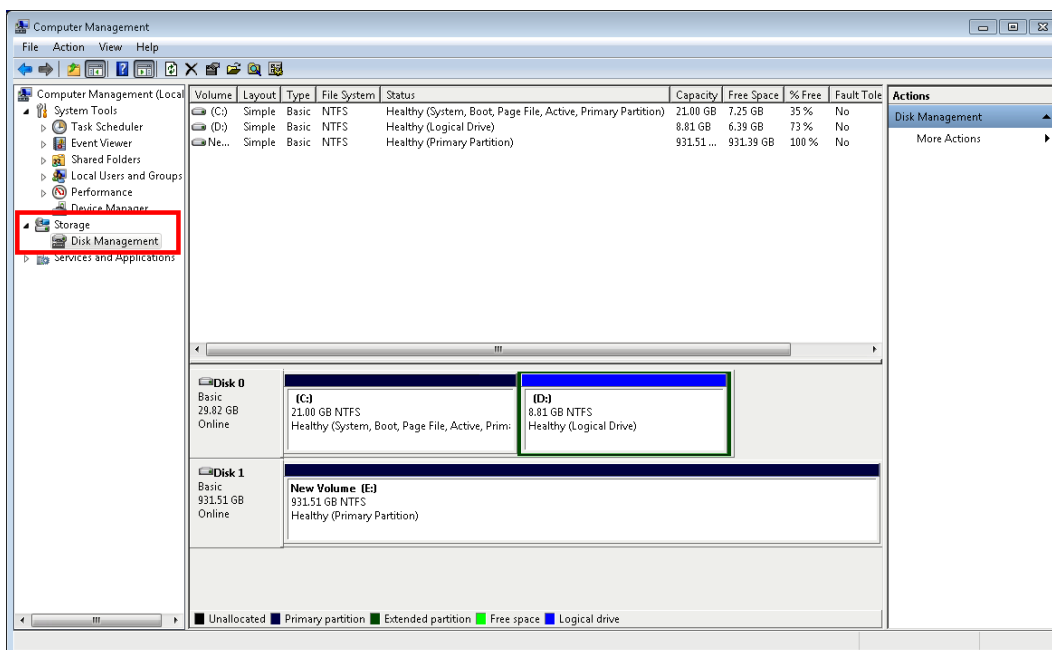 Computer Management
File Action View Help
Computer Management (Local
System Tools
Task Scheduler
Event Viewer
Shared Folders
Local Users and Groups
Performance
Device Manager
Storage
Disk Management
Services and Applications
Volume Layout Type File System Status Capacity Free Space % Free Fault Tole
(C:) Simple Basic NTFS Healthy (System, Boot, Page File, Active, Primary Partition) 21.00 GB 7.25 GB 35 % No
(D:) Simple Basic NTFS Healthy (Logical Drive) 8.81 GB 6.39 GB 73 % No
Ne... Simple Basic NTFS Healthy (Primary Partition) 931.51 ... 931.39 GB 100 % No
Actions
Disk Management
More Actions
Disk 0
Basic
29.82 GB
Online
(C:)
21.00 GB NTFS
Healthy (System, Boot, Page File, Active, Prim
(D:)
8.81 GB NTFS
Healthy (Logical Drive)
Disk 1
Basic
931.51 GB
Online
New Volume (E:)
931.51 GB NTFS
Healthy (Primary Partition)
Unallocated Primary partition Extended partition Free space Logical drive